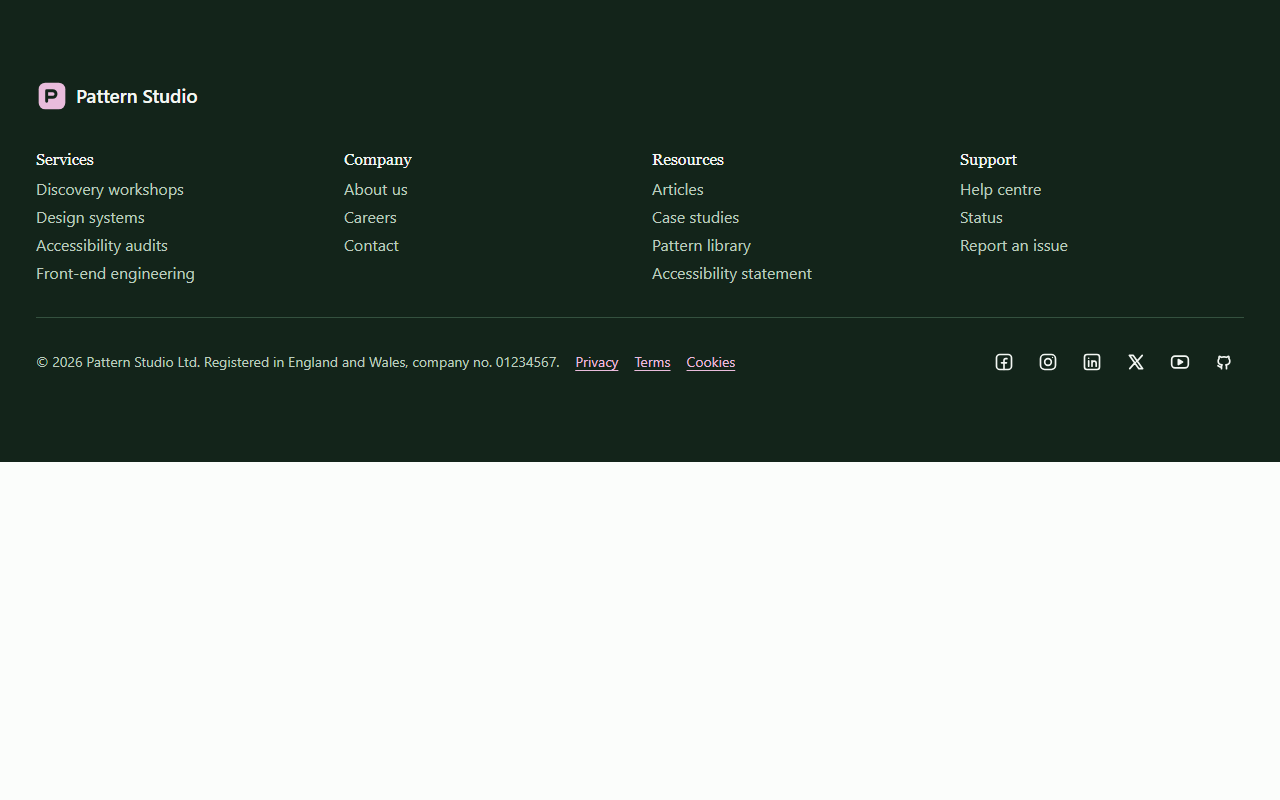 Pattern Studio
Services
Discovery workshops
Design systems
Accessibility audits
Front-end engineering
Company
About us
Careers
Contact
Resources
Articles
Case studies
Pattern library
Accessibility statement
Support
Help centre
Status
Report an issue
© 2026 Pattern Studio Ltd. Registered in England and Wales, company no. 01234567. Privacy Terms Cookies